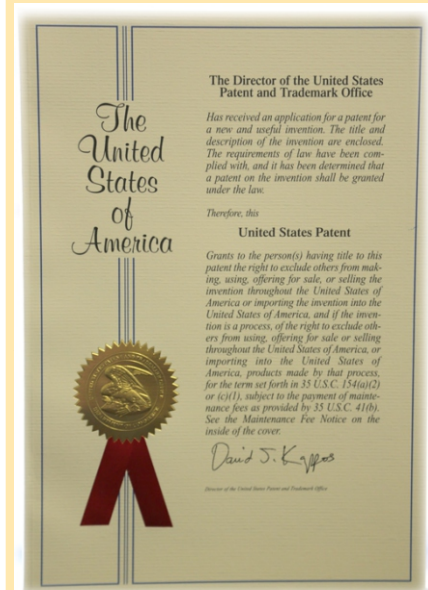 The
United
States
of
America
The Director of the United States
Patent and Trademark Office
Has received an application for a patent for
a new and useful invention. The title and
description of the invention are enclosed.
The requirements of law have been com-
plied with, and it has been determined that
a patent on the invention shall be granted
under the law.
Therefore, this
United States Patent
Grants to the person(s) having title to this
patent the right to exclude others from mak-
ing, using, offering for sale, or selling the
invention throughout the United States of
America or importing the invention into the
United States of America, and if the inven-
tion is a process, of the right to exclude oth-
ers from using, offering for sale or selling
throughout the United States of America, or
importing into the United States of
America, products made by that process,
for the term set forth in 35 U.S.C. 154(a)(2)
or (c)(1), subject to the payment of mainte-
nance fees as provided by 35 U.S.C. 41(b).
See the Maintenance Fee Notice on the
inside of the cover.
David J. Kappos
Director of the United States Patent and Trademark Office